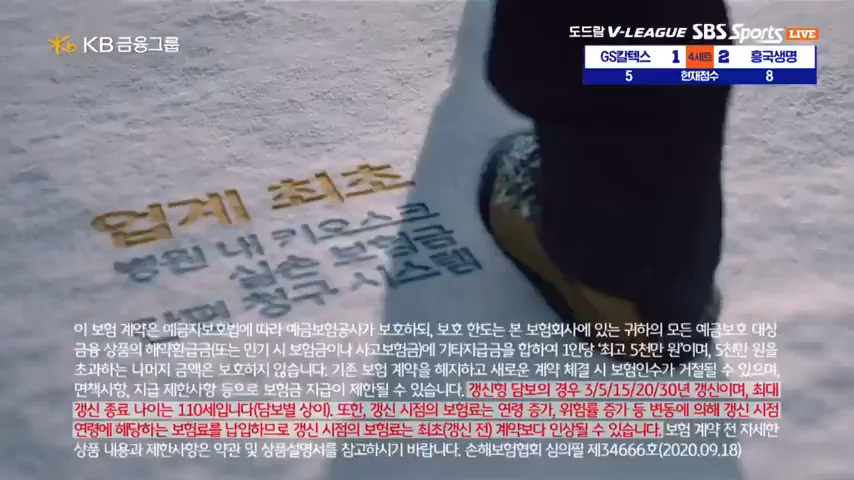 KB 금융그룹
도드람 V-LEAGUE SBS Sports LIVE
GS칼텍스 1 4세트 2 흥국생명
5 현재점수 8
업계 최초
병원 내 키오스크
실손 보험금
간편 청구 시스템
이 보험 계약은 예금자보호법에 따라 예금보험공사가 보호하되, 보호 한도는 본 보험회사에 있는 귀하의 모든 예금보호 대상
금융 상품의 해약환급금(또는 만기 시 보험금이나 사고보험금)에 기타지급금을 합하여 1인당 '최고 5천만 원'이며, 5천만 원을
초과하는 나머지 금액은 보호하지 않습니다. 기존 보험 계약을 해지하고 새로운 계약 체결 시 보험인수가 거절될 수 있으며,
면책사항, 지급 제한사항 등으로 보험금 지급이 제한될 수 있습니다. 갱신형 담보의 경우 3/5/15/20/30년 갱신이며, 최대
갱신 종료 나이는 110세입니다(담보별 상이). 또한, 갱신 시점의 보험료는 연령 증가, 위험률 증가 등 변동에 의해 갱신 시점
연령에 해당하는 보험료를 납입하므로 갱신 시점의 보험료는 최초(갱신 전) 계약보다 인상될 수 있습니다. 보험 계약 전 자세한
상품 내용과 제한사항은 약관 및 상품설명서를 참고하시기 바랍니다. 손해보험협회 심의필 제34666호(2020.09.18)